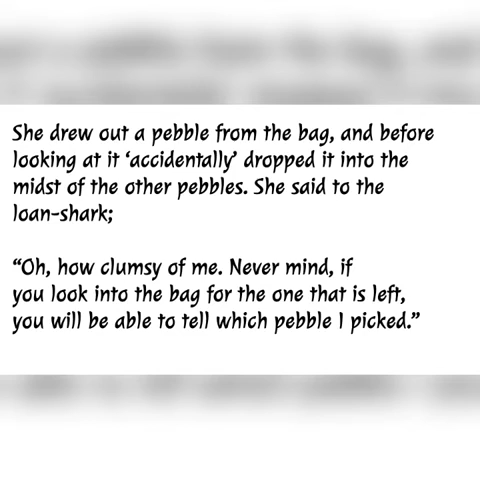 She drew out a pebble from the bag, and before
looking at it ‘accidentally’ dropped it into the
midst of the other pebbles. She said to the
loan-shark;
“Oh, how clumsy of me. Never mind, if
you look into the bag for the one that is left,
you will be able to tell which pebble I picked.”